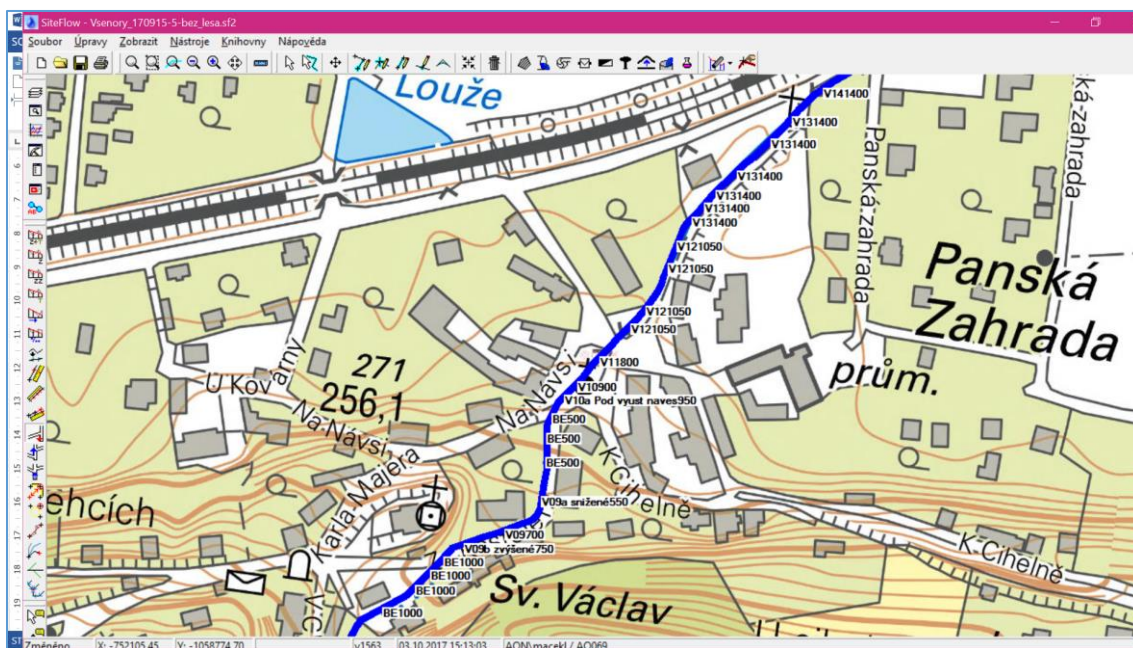 SiteFlow - Vsenory_170915-5-bez_lesa.sf2
Soubor Úpravy Zobrazit Nástroje Knihovny Nápověda
Louže
V141400
V131400
V131400
V131400
V131400
V131400
V121050
V121050
V121050
V121050
V11800
V10900
V10a Pod vyust naves950
BE500
BE500
BE500
V09a snížené550
V09700
V09b zvýšené750
BE1000
BE1000
BE1000
BE1000
Panská-zahrada
ká-zahrada
Panská
Zahrada
prům.
271
256,1
U Kovárny
Na-Návsi
Na-Návsi
Karla Majera
K-Cihelně
K-Cihelně
ehcích
Sv. Václav
Změněno X: -752105.45 Y: -1058774.70 v1563 03.10.2017 15:13:03 AON\macekl / AO069